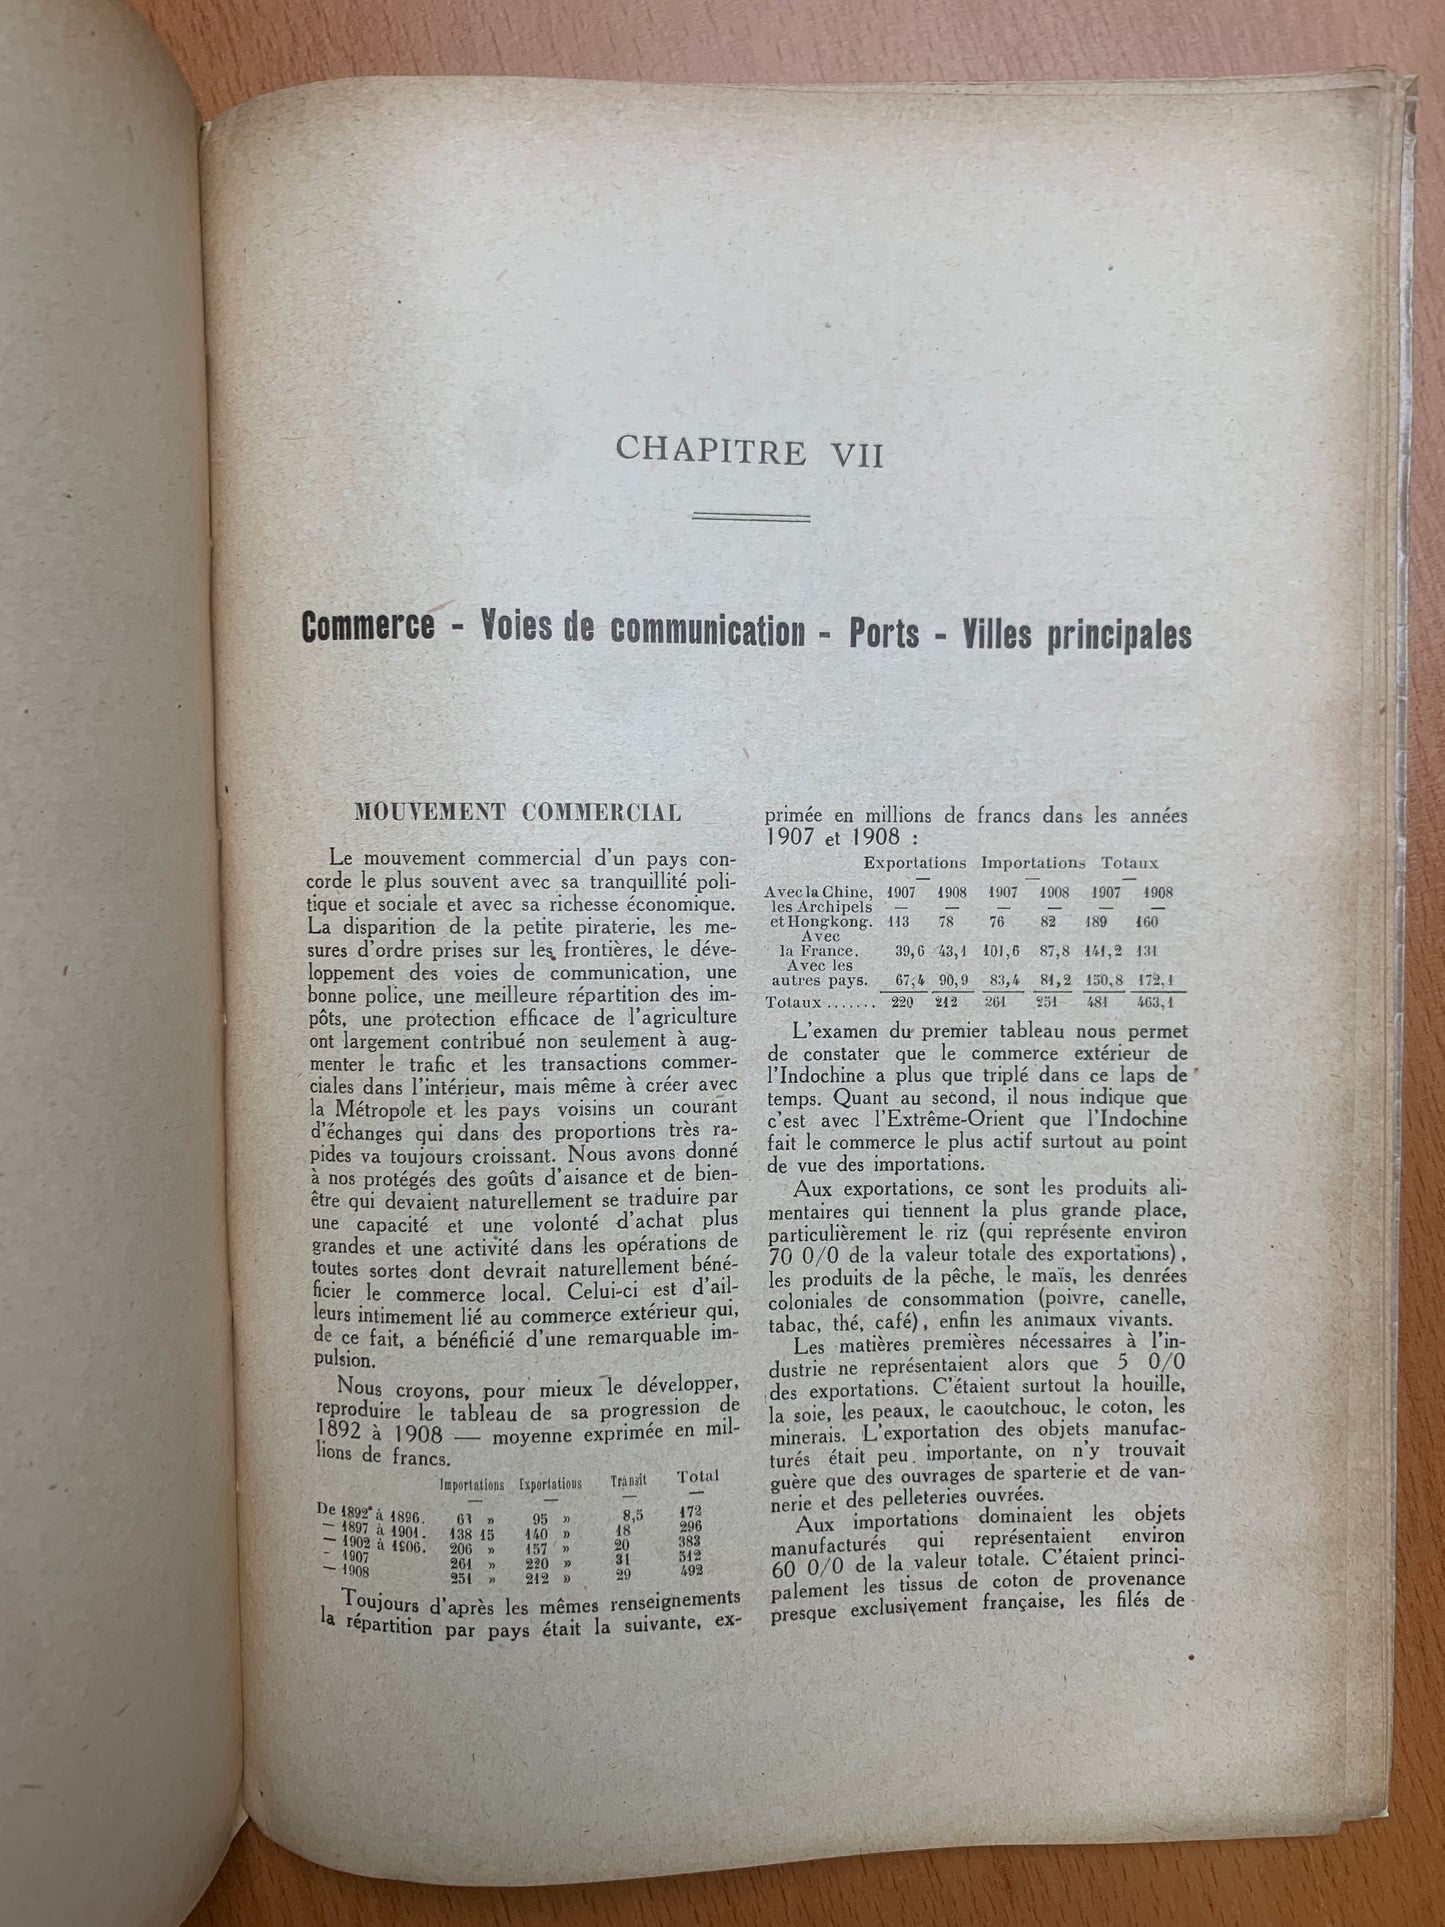 CHAPITRE VII
Commerce - Voies de communication - Ports - Villes principales
MOUVEMENT COMMERCIAL
Le mouvement commercial d'un pays con-
corde le plus souvent avec sa tranquillité poli-
tique et sociale et avec sa richesse économique.
La disparition de la petite piraterie, les me-
sures d'ordre prises sur les frontières, le déve-
loppement des voies de communication, une
bonne police, une meilleure répartition des im-
pôts, une protection efficace de l'agriculture
ont largement contribué non seulement à aug-
menter le trafic et les transactions commer-
ciales dans l'intérieur, mais même à créer avec
la Métropole et les pays voisins un courant
d'échanges qui dans des proportions très ra-
pides va toujours croissant. Nous avons donné
à nos protégés des goûts d'aisance et de bien-
être qui devaient naturellement se traduire par
une capacité et une volonté d'achat plus
grandes et une activité dans les opérations de
toutes sortes dont devrait naturellement béné-
ficier le commerce local. Celui-ci est d'ail-
leurs intimement lié au commerce extérieur qui,
de ce fait, a bénéficié d'une remarquable im-
pulsion.
Nous croyons, pour mieux le développer,
reproduire le tableau de sa progression de
1892 à 1908 — moyenne exprimée en mil-
lions de francs.
Importations Exportations Transit Total
De 1892 à 1896. 63 » 95 » 8,5 172
— 1897 à 1901. 138 15 140 » 18 296
— 1902 à 1906. 206 » 157 » 20 383
— 1907 261 » 220 » 31 512
— 1908 251 » 212 » 29 492
Toujours d'après les mêmes renseignements
la répartition par pays était la suivante, ex-
primée en millions de francs dans les années
1907 et 1908 :
Exportations Importations Totaux
Avec la Chine, 1907 1908 1907 1908 1907 1908
les Archipels — — — — — —
et Hongkong. 113 78 76 82 189 160
Avec
la France. 39,6 43,1 101,6 87,8 141,2 131
Avec les
autres pays. 67,4 90,9 83,4 81,2 150,8 172,1
Totaux ....... 220 212 261 251 481 463,1
L'examen du premier tableau nous permet
de constater que le commerce extérieur de
l'Indochine a plus que triplé dans ce laps de
temps. Quant au second, il nous indique que
c'est avec l'Extrême-Orient que l'Indochine
fait le commerce le plus actif surtout au point
de vue des importations.
Aux exportations, ce sont les produits ali-
mentaires qui tiennent la plus grande place,
particulièrement le riz (qui représente environ
70 0/0 de la valeur totale des exportations),
les produits de la pêche, le maïs, les denrées
coloniales de consommation (poivre, canelle,
tabac, thé, café), enfin les animaux vivants.
Les matières premières nécessaires à l'in-
dustrie ne représentaient alors que 5 0/0
des exportations. C'étaient surtout la houille,
la soie, les peaux, le caoutchouc, le coton, les
minerais. L'exportation des objets manufac-
turés était peu importante, on n'y trouvait
guère que des ouvrages de sparterie et de van-
nerie et des pelleteries ouvrées.
Aux importations dominaient les objets
manufacturés qui représentaient environ
60 0/0 de la valeur totale. C'étaient princi-
palement les tissus de coton de provenance
presque exclusivement française, les filés de